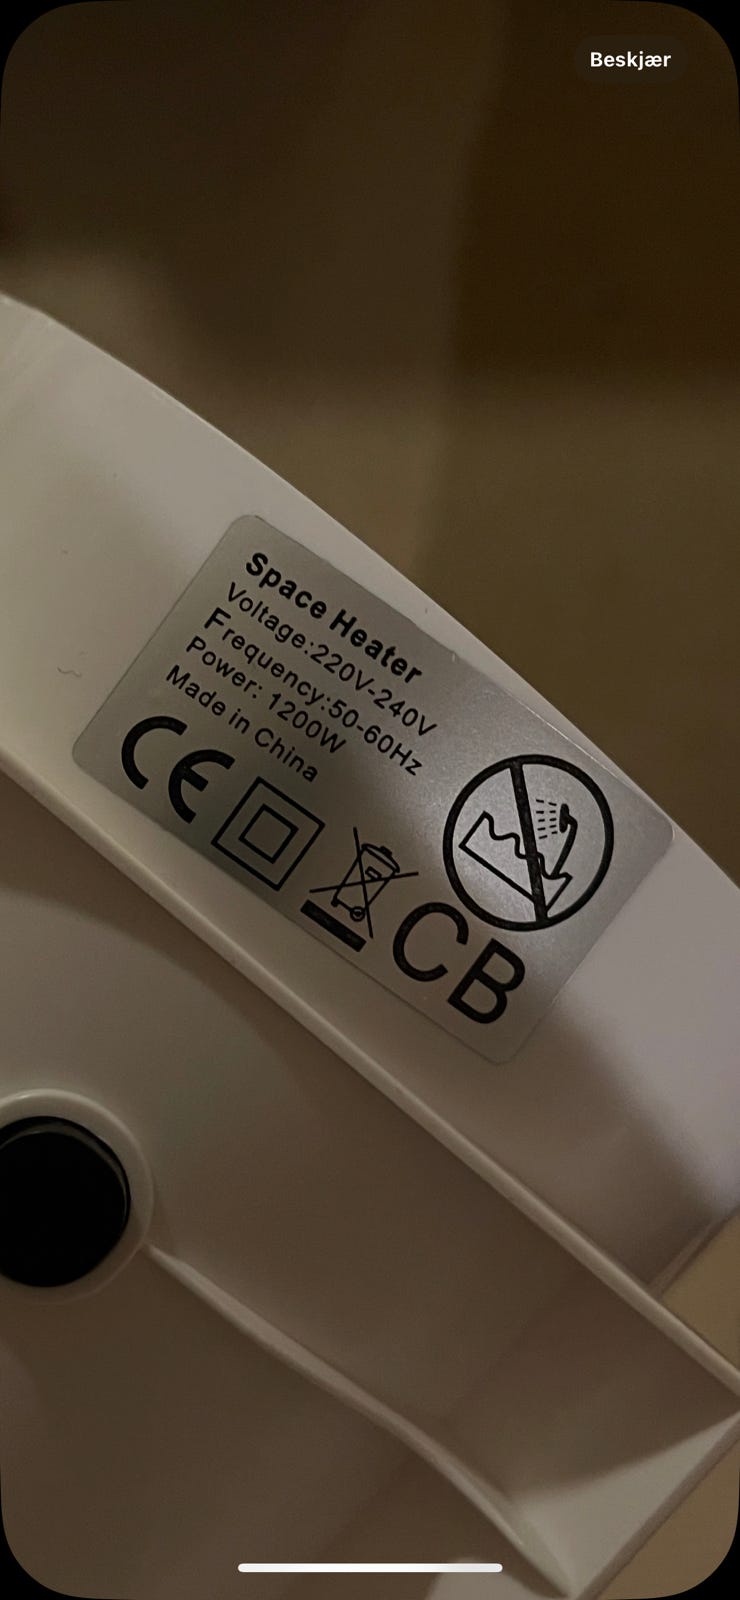 Beskjær
Space Heater
Voltage:220V-240V
Frequency:50-60Hz
Power: 1200W
Made in China
CE
CB